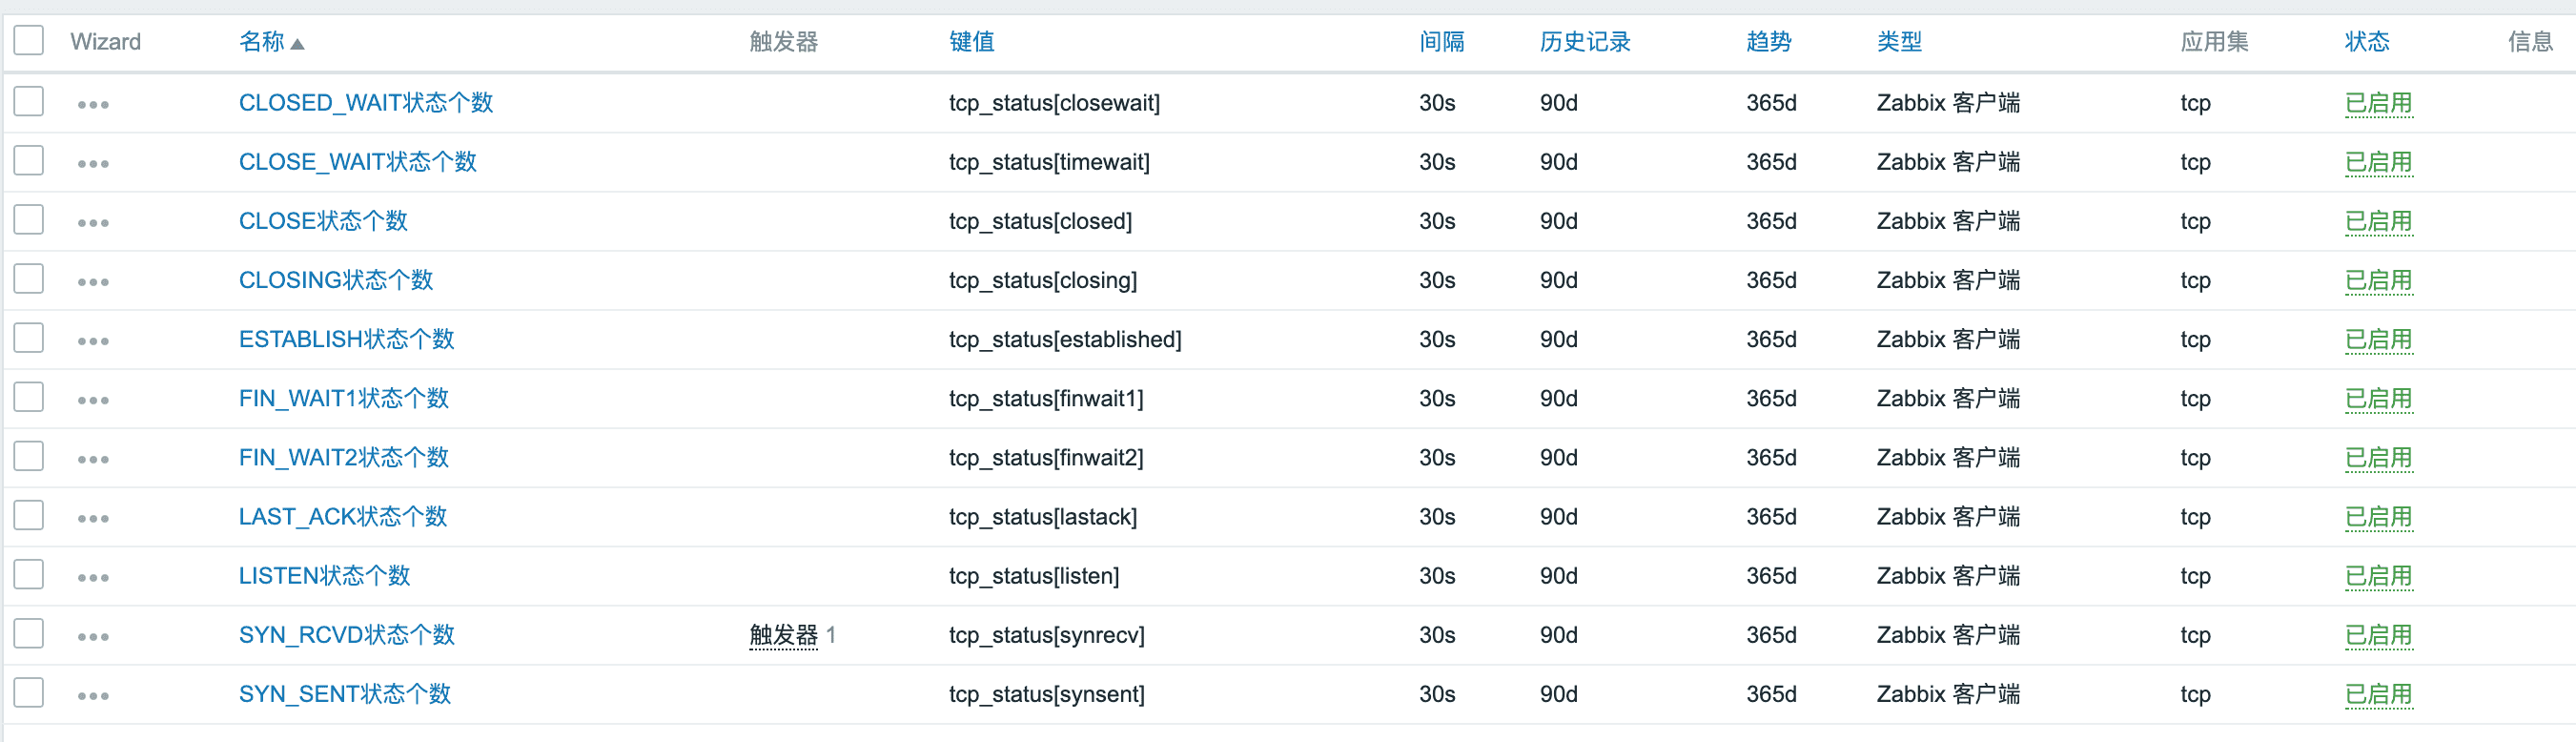 Wizard 名称▲ 触发器 键值 间隔 历史记录 趋势 类型 应用集 状态 信息
CLOSED_WAIT状态个数 tcp_status[closewait] 30s 90d 365d Zabbix 客户端 tcp 已启用
CLOSE_WAIT状态个数 tcp_status[timewait] 30s 90d 365d Zabbix 客户端 tcp 已启用
CLOSE状态个数 tcp_status[closed] 30s 90d 365d Zabbix 客户端 tcp 已启用
CLOSING状态个数 tcp_status[closing] 30s 90d 365d Zabbix 客户端 tcp 已启用
ESTABLISH状态个数 tcp_status[established] 30s 90d 365d Zabbix 客户端 tcp 已启用
FIN_WAIT1状态个数 tcp_status[finwait1] 30s 90d 365d Zabbix 客户端 tcp 已启用
FIN_WAIT2状态个数 tcp_status[finwait2] 30s 90d 365d Zabbix 客户端 tcp 已启用
LAST_ACK状态个数 tcp_status[lastack] 30s 90d 365d Zabbix 客户端 tcp 已启用
LISTEN状态个数 tcp_status[listen] 30s 90d 365d Zabbix 客户端 tcp 已启用
SYN_RCVD状态个数 触发器 1 tcp_status[synrecv] 30s 90d 365d Zabbix 客户端 tcp 已启用
SYN_SENT状态个数 tcp_status[synsent] 30s 90d 365d Zabbix 客户端 tcp 已启用